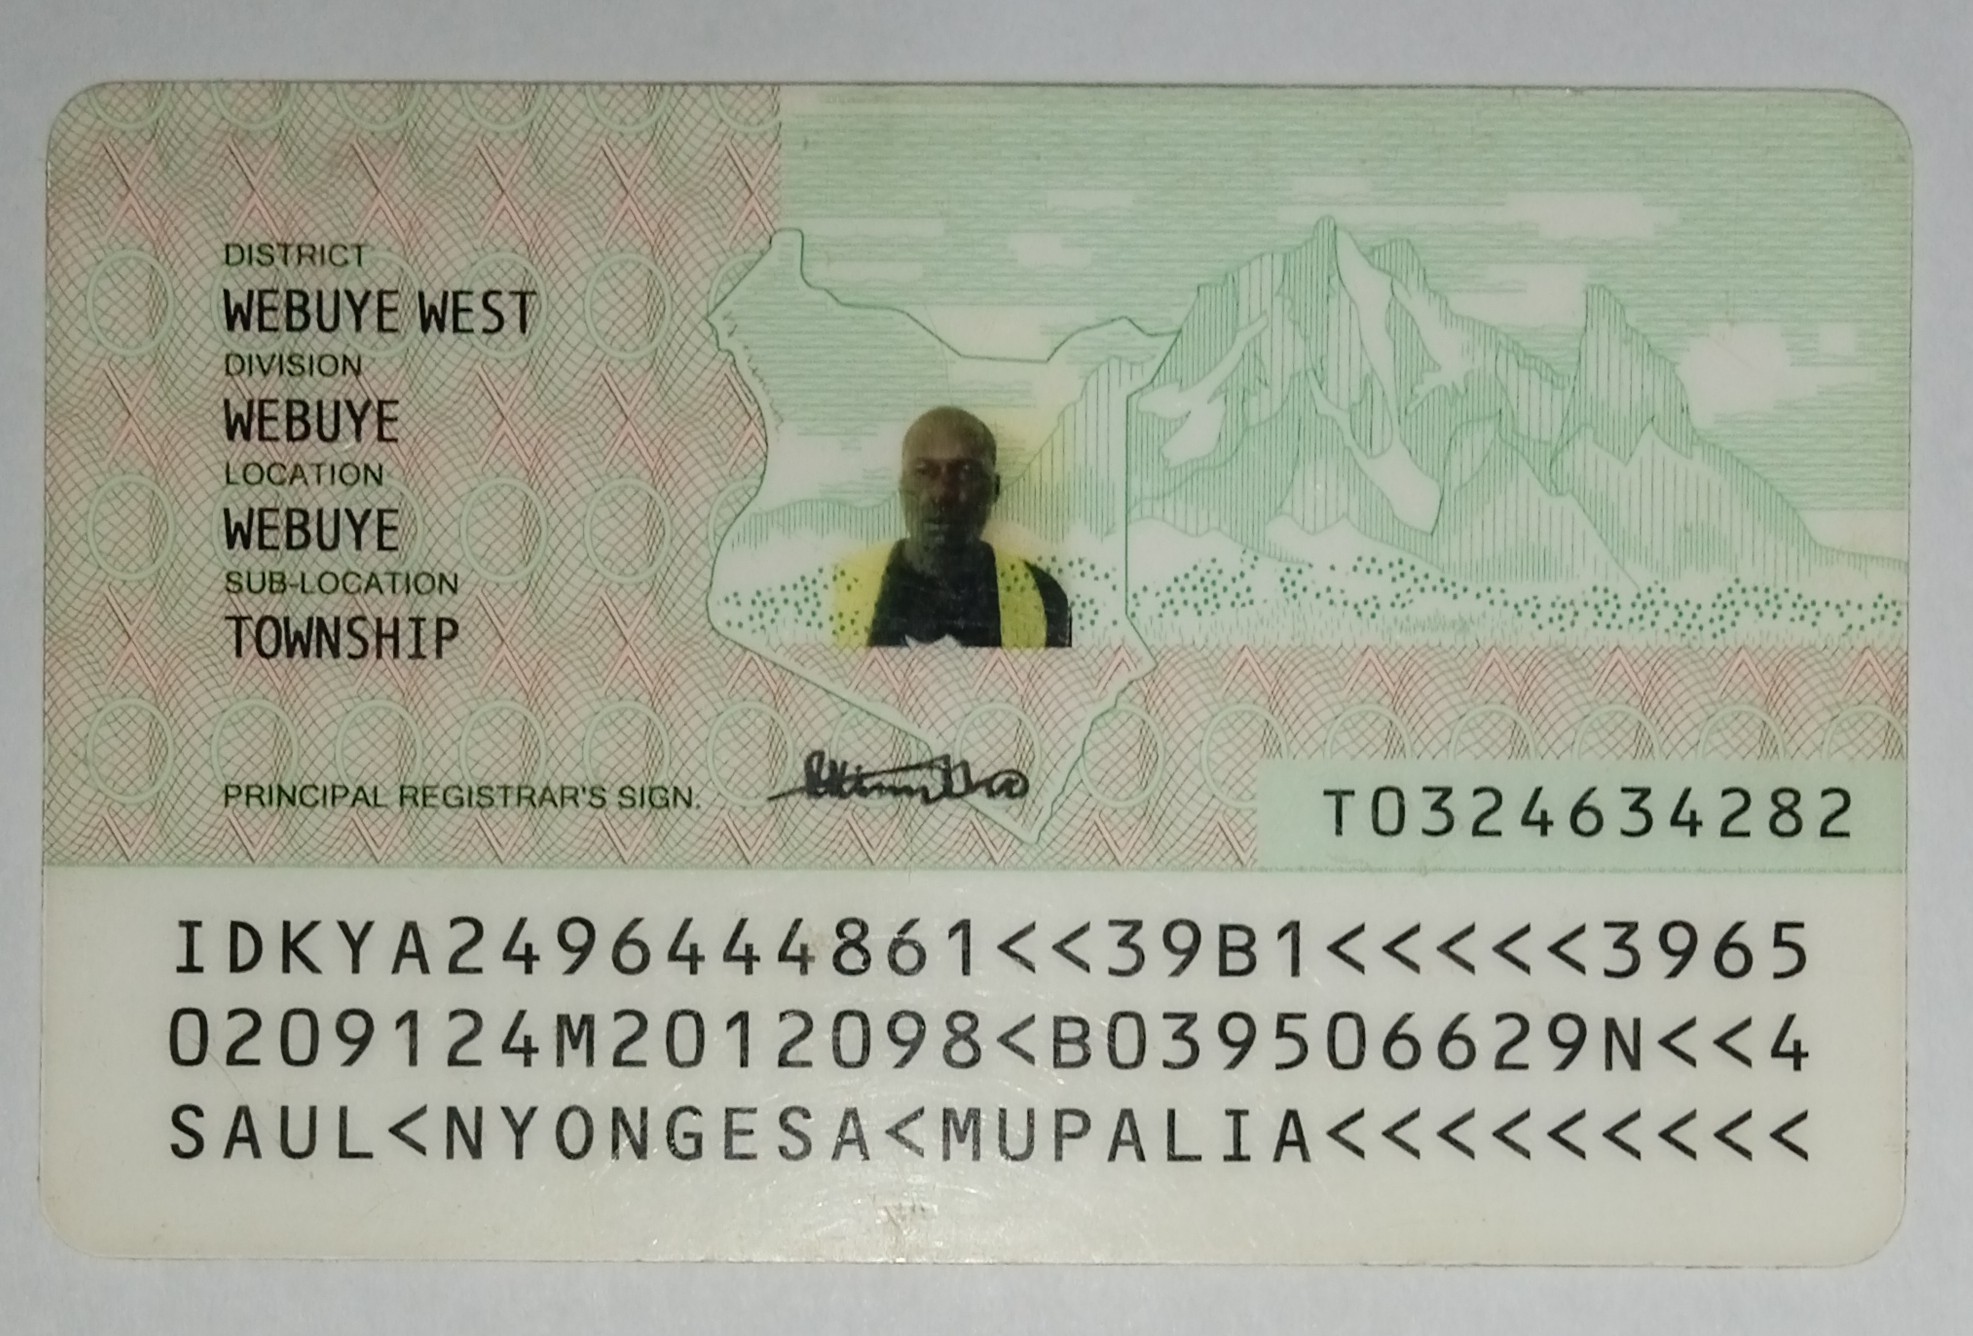 DISTRICT
WEBUYE WEST
DIVISION
WEBUYE
LOCATION
WEBUYE
SUB-LOCATION
TOWNSHIP
PRINCIPAL REGISTRAR'S SIGN.
T0324634282
IDKYA2496444861<<39B1<<<<<3965
0209124M2012098<B039506629N<<4
SAUL<NYONGESA<MUPALIA<<<<<<<<<